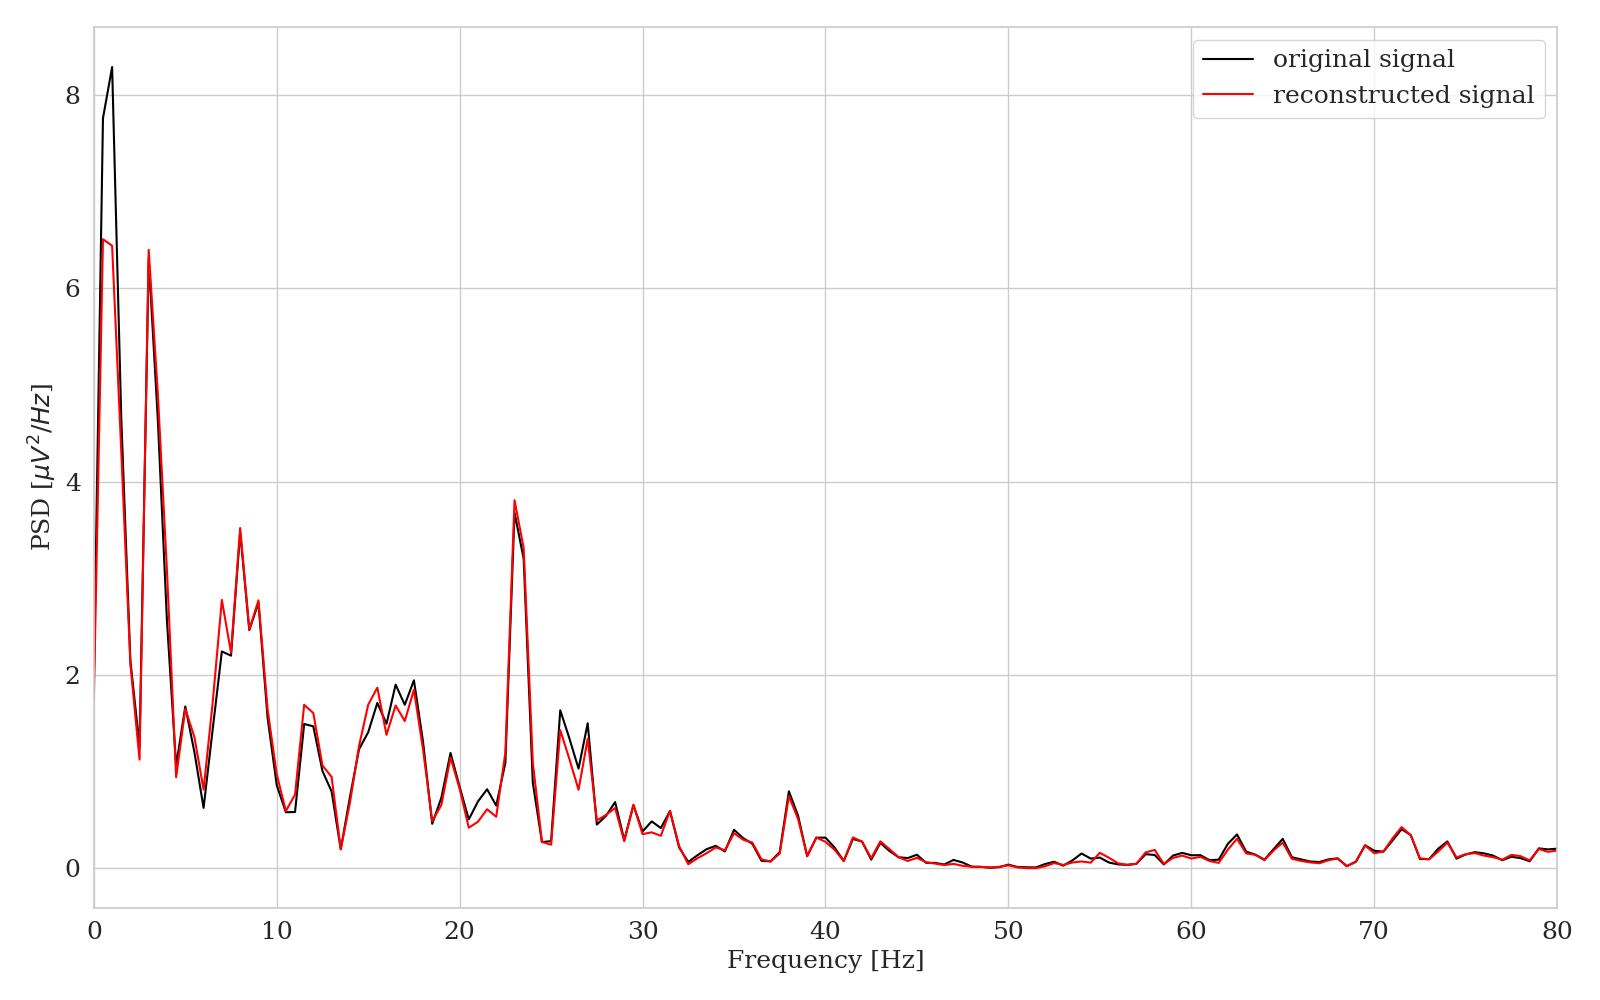 original signal
reconstructed signal
8
6
4
2
0
PSD [μV²/Hz]
0 10 20 30 40 50 60 70 80
Frequency [Hz]